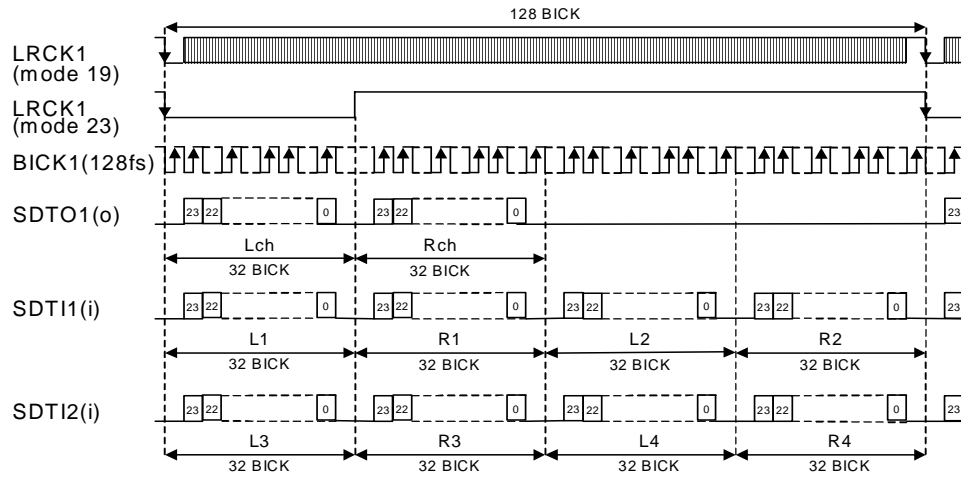 128 BICK
LRCK1
(mode 19)
LRCK1
(mode 23)
BICK1(128fs)
SDTO1(o)
23 22 0 23 22 0 23
Lch Rch
32 BICK 32 BICK
SDTI1(i)
23 22 0 23 22 0 23 22 0 23 22 0 23
L1 R1 L2 R2
32 BICK 32 BICK 32 BICK 32 BICK
SDTI2(i)
23 22 0 23 22 0 23 22 0 23 22 0 23
L3 R3 L4 R4
32 BICK 32 BICK 32 BICK 32 BICK